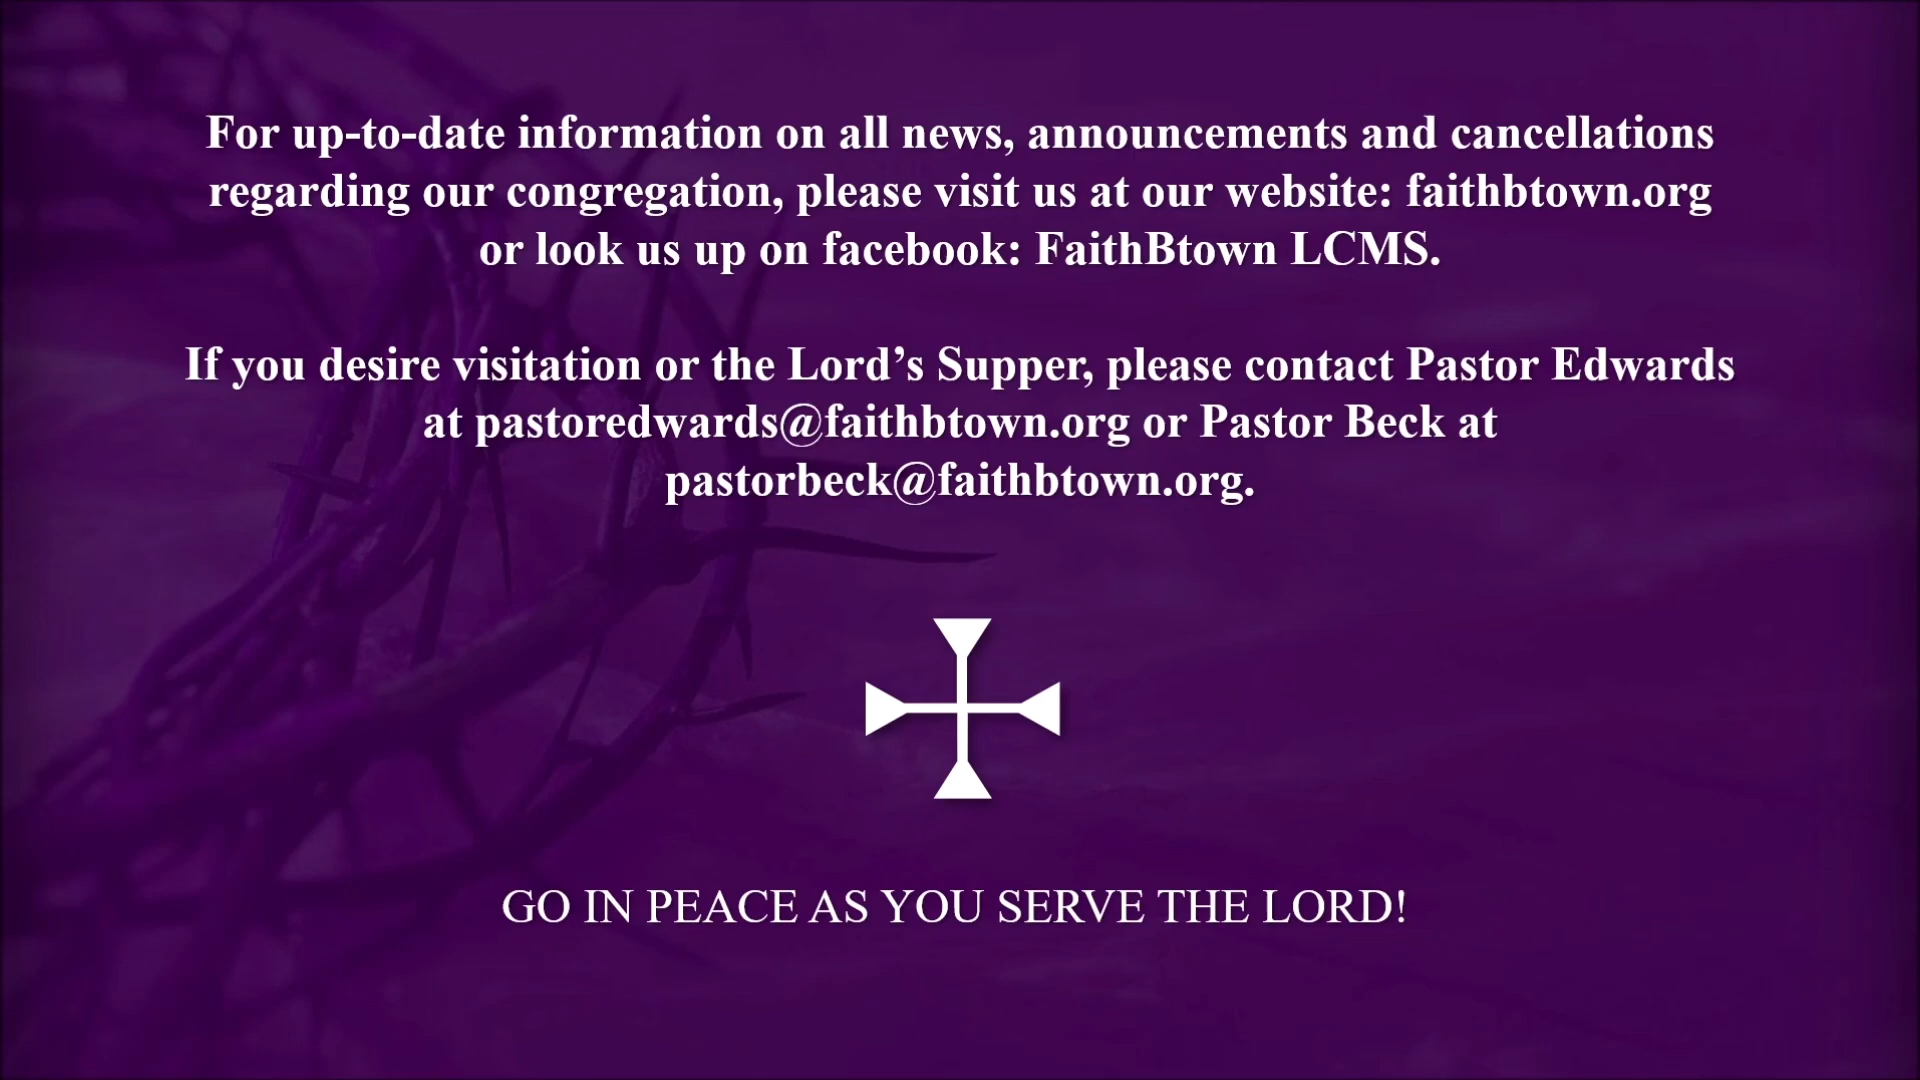 For up-to-date information on all news, announcements and cancellations
regarding our congregation, please visit us at our website: faithbtown.org
or look us up on facebook: FaithBtown LCMS.
If you desire visitation or the Lord’s Supper, please contact Pastor Edwards
at pastoredwards@faithbtown.org or Pastor Beck at
pastorbeck@faithbtown.org.
GO IN PEACE AS YOU SERVE THE LORD!